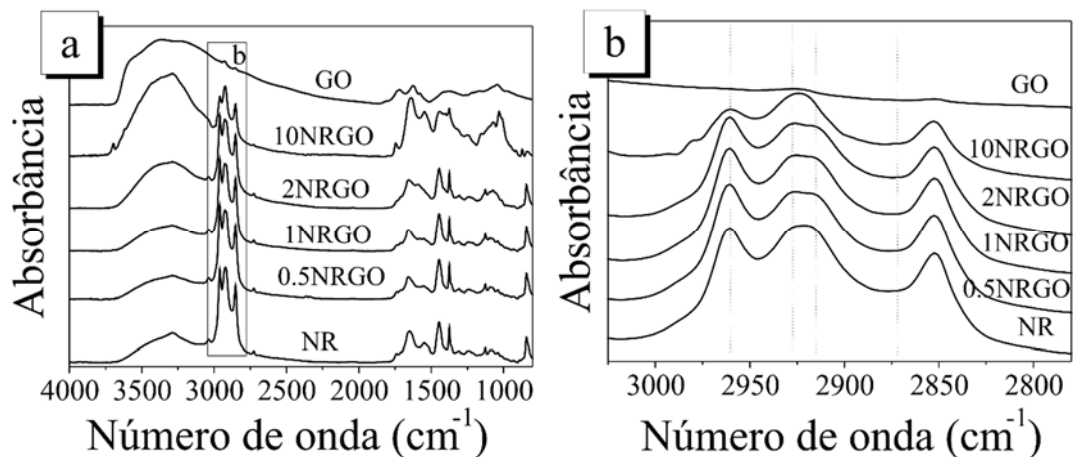 a
b
GO
10NRGO
2NRGO
1NRGO
0.5NRGO
NR
Absorbância
4000 3500 3000 2500 2000 1500 1000
Número de onda (cm⁻¹)
b
GO
10NRGO
2NRGO
1NRGO
0.5NRGO
NR
Absorbância
3000 2950 2900 2850 2800
Número de onda (cm⁻¹)